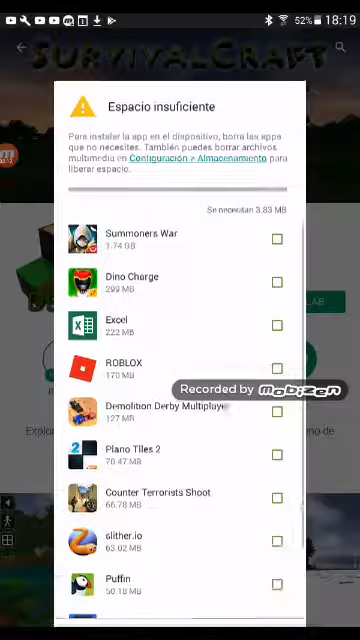 52% 18:19
SURVIVALCRAFT
Espacio insuficiente
Para instalar la app en el dispositivo, borra las apps
que no necesites. También puedes borrar archivos
multimedia en Configuración > Almacenamiento para
liberar espacio.
Se necesitan 3.83 MB
Summoners War
1.74 GB
Dino Charge
299 MB
Excel
222 MB
ROBLOX
170 MB
Recorded by mobizen
Demolition Derby Multiplaye
127 MB
Piano Tiles 2
70.47 MB
Counter Terrorists Shoot
66.78 MB
slither.io
63.02 MB
Puffin
50.18 MB